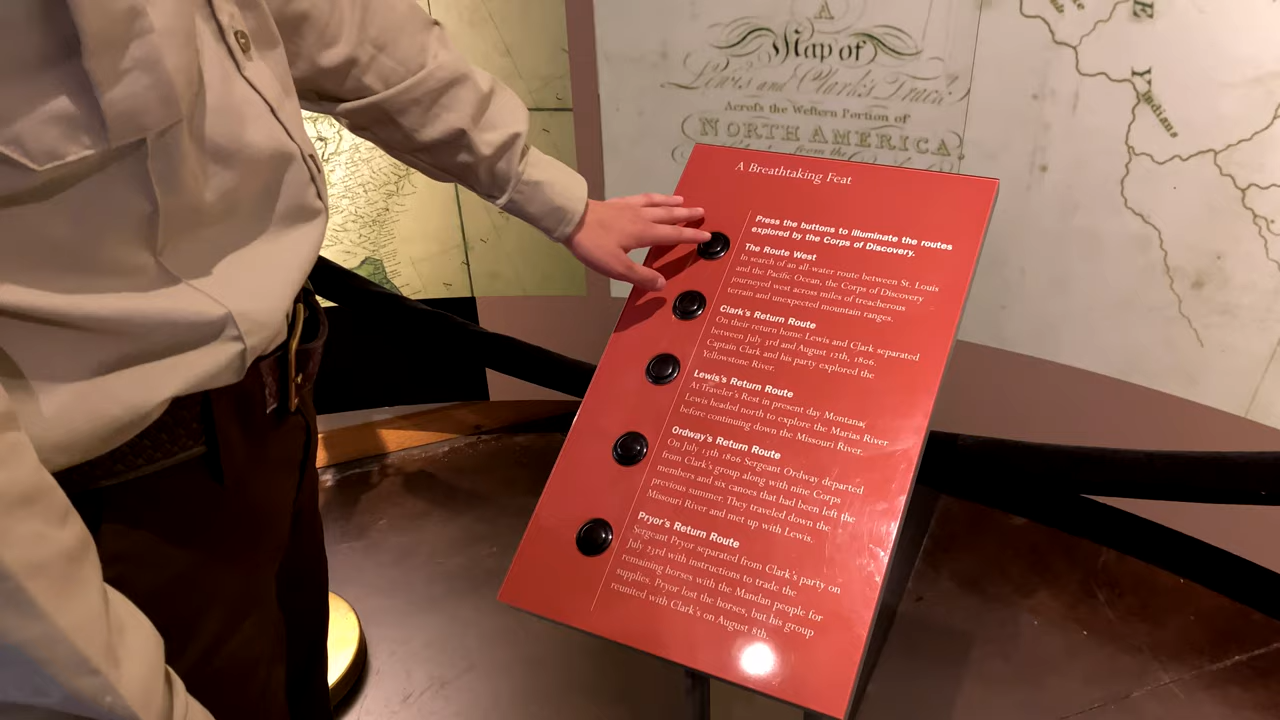 A
Map of
Lewis and Clark's Track
Acrofs the Weftern Portion of
NORTH AMERICA,
from the
E
Y
Indians
A Breathtaking Feat
Press the buttons to illuminate the routes
explored by the Corps of Discovery.
The Route West
In search of an all-water route between St. Louis
and the Pacific Ocean, the Corps of Discovery
journeyed west across miles of treacherous
terrain and unexpected mountain ranges.
Clark's Return Route
On their return home Lewis and Clark separated
between July 3rd and August 12th, 1806.
Captain Clark and his party explored the
Yellowstone River.
Lewis's Return Route
At Traveler's Rest in present day Montana,
Lewis headed north to explore the Marias River
before continuing down the Missouri River.
Ordway's Return Route
On July 13th 1806 Sergeant Ordway departed
from Clark's group along with nine Corps
members and six canoes that had been left the
previous summer. They traveled down the
Missouri River and met up with Lewis.
Pryor's Return Route
Sergeant Pryor separated from Clark's party on
July 23rd with instructions to trade the
remaining horses with the Mandan people for
supplies. Pryor lost the horses, but his group
reunited with Clark's on August 8th.